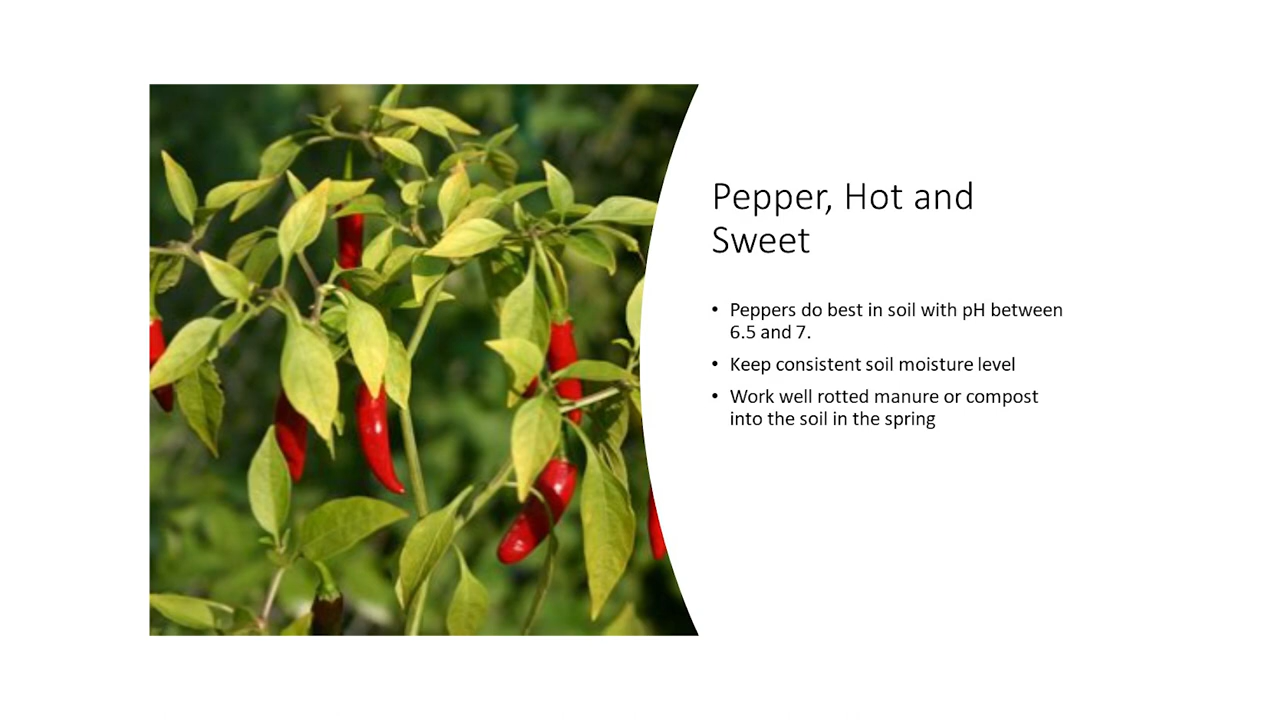 Pepper, Hot and
Sweet
• Peppers do best in soil with pH between
6.5 and 7.
• Keep consistent soil moisture level
• Work well rotted manure or compost
into the soil in the spring